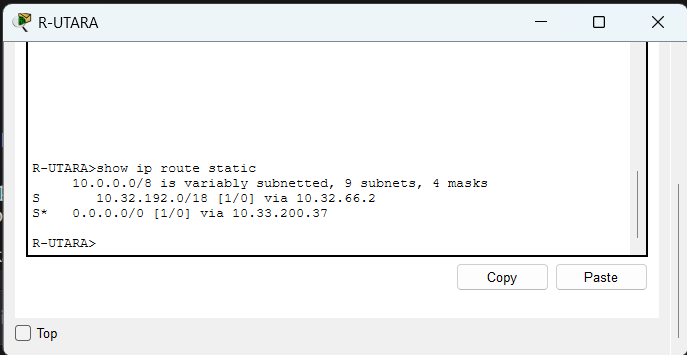 R-UTARA
R-UTARA>show ip route static
10.0.0.0/8 is variably subnetted, 9 subnets, 4 masks
S 10.32.192.0/18 [1/0] via 10.32.66.2
S* 0.0.0.0/0 [1/0] via 10.33.200.37
R-UTARA>
Copy Paste
Top